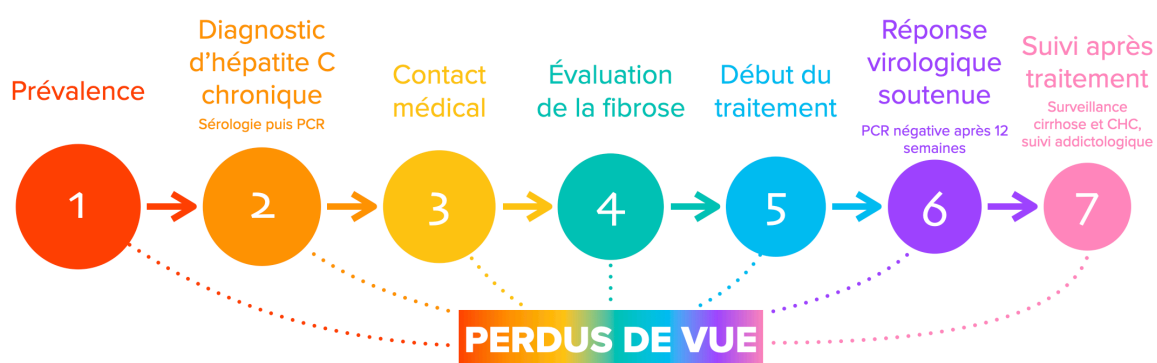 Prévalence
Diagnostic
d’hépatite C
chronique
Sérologie puis PCR
Contact
médical
Évaluation
de la fibrose
Début du
traitement
Réponse
virologique
soutenue
PCR négative après 12
semaines
Suivi après
traitement
Surveillance
cirrhose et CHC,
suivi addictologique
1
2
3
4
5
6
7
PERDUS DE VUE